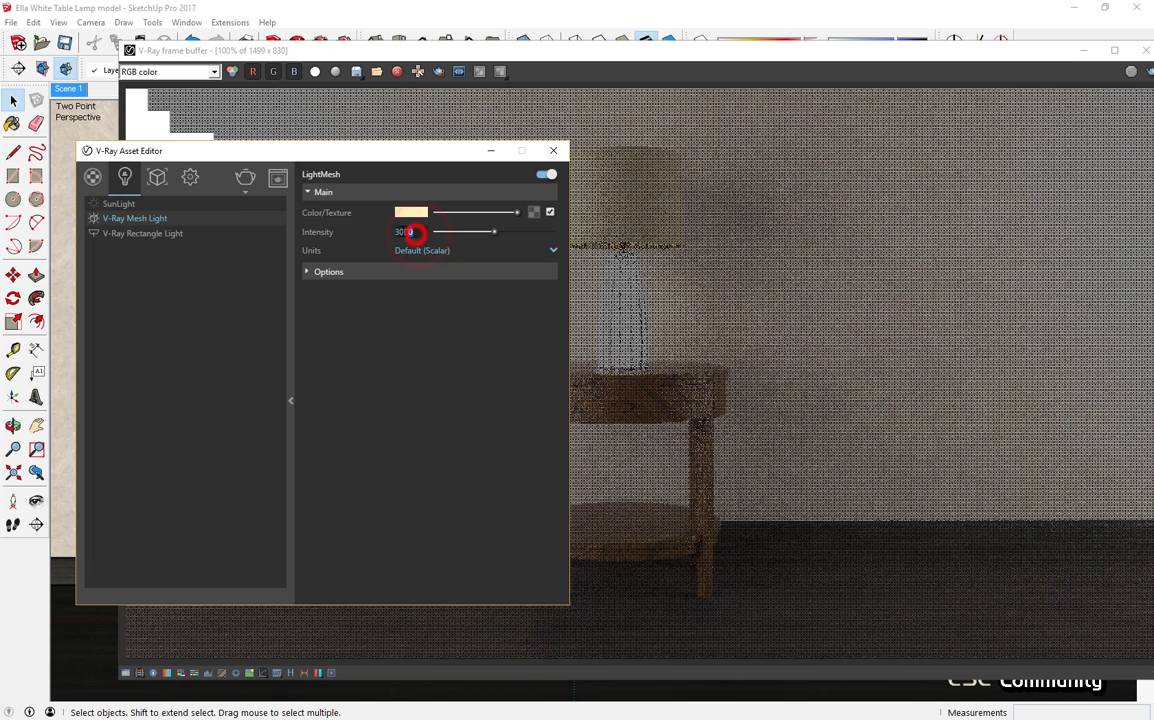 Ella White Table Lamp model - SketchUp Pro 2017
File Edit View Camera Draw Tools Window Extensions Help
V-Ray frame buffer - [100% of 1499 x 830]
RGB color
R G B
Scene 1
Two Point
Perspective
V-Ray Asset Editor
LightMesh
Main
SunLight
V-Ray Mesh Light
V-Ray Rectangle Light
Color/Texture
Intensity
Units Default (Scalar)
Options
Community
Select objects. Shift to extend select. Drag mouse to select multiple.
Measurements